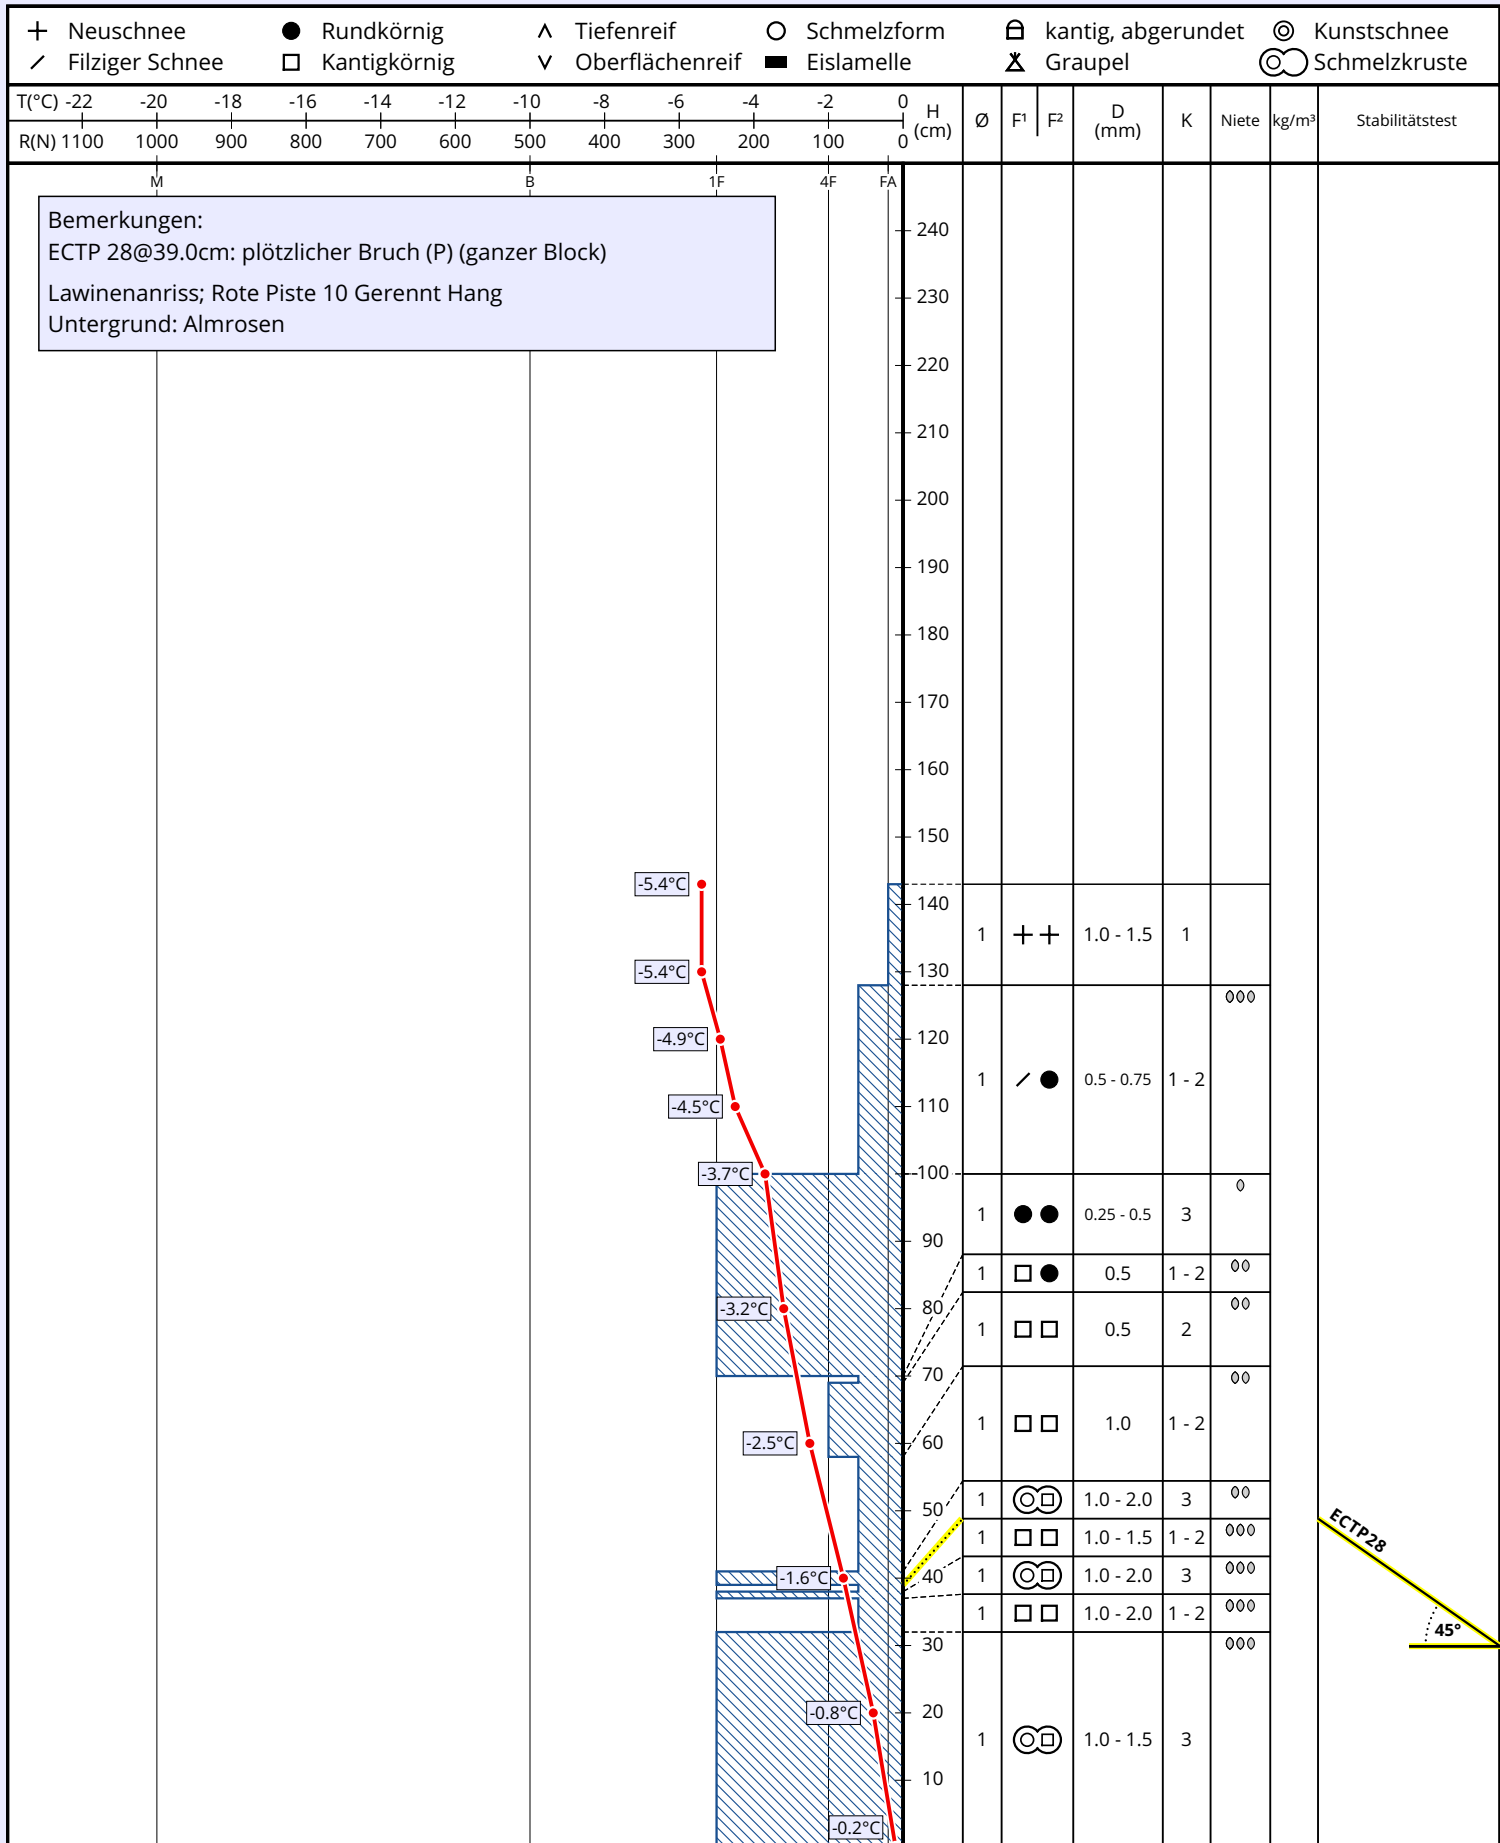 Neuschnee Rundkörnig Tiefenreif Schmelzform kantig, abgerundet Kunstschnee
Filziger Schnee Kantigkörnig Oberflächenreif Eislamelle Graupel Schmelzkruste
T(°C) -22 -20 -18 -16 -14 -12 -10 -8 -6 -4 -2 0
R(N) 1100 1000 900 800 700 600 500 400 300 200 100 0
H (cm) Ø F¹ F² D (mm) K Niete kg/m³ Stabilitätstest
M B 1F 4F FA
Bemerkungen:
ECTP 28@39.0cm: plötzlicher Bruch (P) (ganzer Block)
Lawinenanriss; Rote Piste 10 Gerennt Hang
Untergrund: Almrosen
240
230
220
210
200
190
180
170
160
150
-5.4°C
140
1 1.0 - 1.5 1
-5.4°C 130
-4.9°C 120
1 0.5 - 0.75 1 - 2
-4.5°C 110
-3.7°C 100
1 0.25 - 0.5 3
90
1 0.5 1 - 2
-3.2°C 80
1 0.5 2
70
1 1.0 1 - 2
-2.5°C 60
1 1.0 - 2.0 3
50
ECTP28
1 1.0 - 1.5 1 - 2
-1.6°C 40
1 1.0 - 2.0 3
1 1.0 - 2.0 1 - 2
45°
30
-0.8°C 20
1 1.0 - 1.5 3
10
-0.2°C